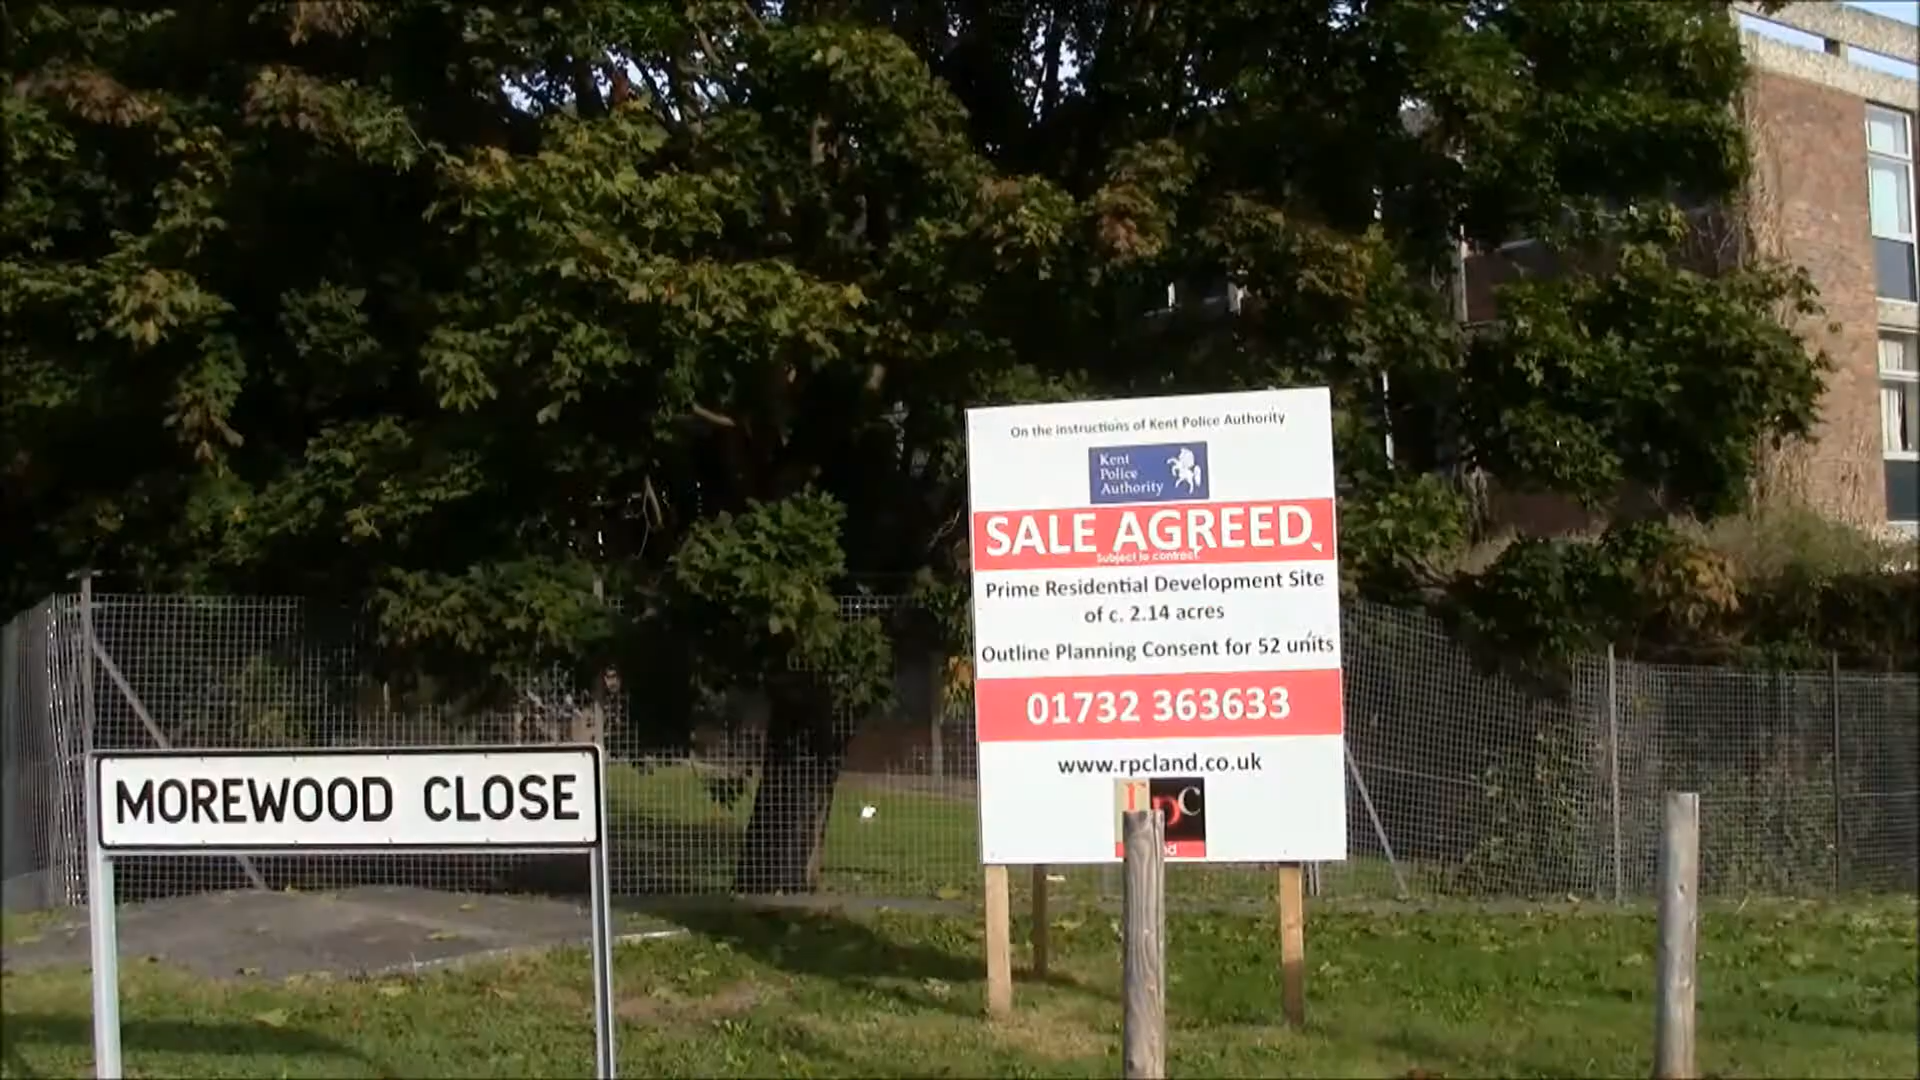 On the instructions of Kent Police Authority
Kent
Police
Authority
SALE AGREED
Subject to contract
Prime Residential Development Site
of c. 2.14 acres
Outline Planning Consent for 52 units
01732 363633
www.rpcland.co.uk
rpc
MOREWOOD CLOSE